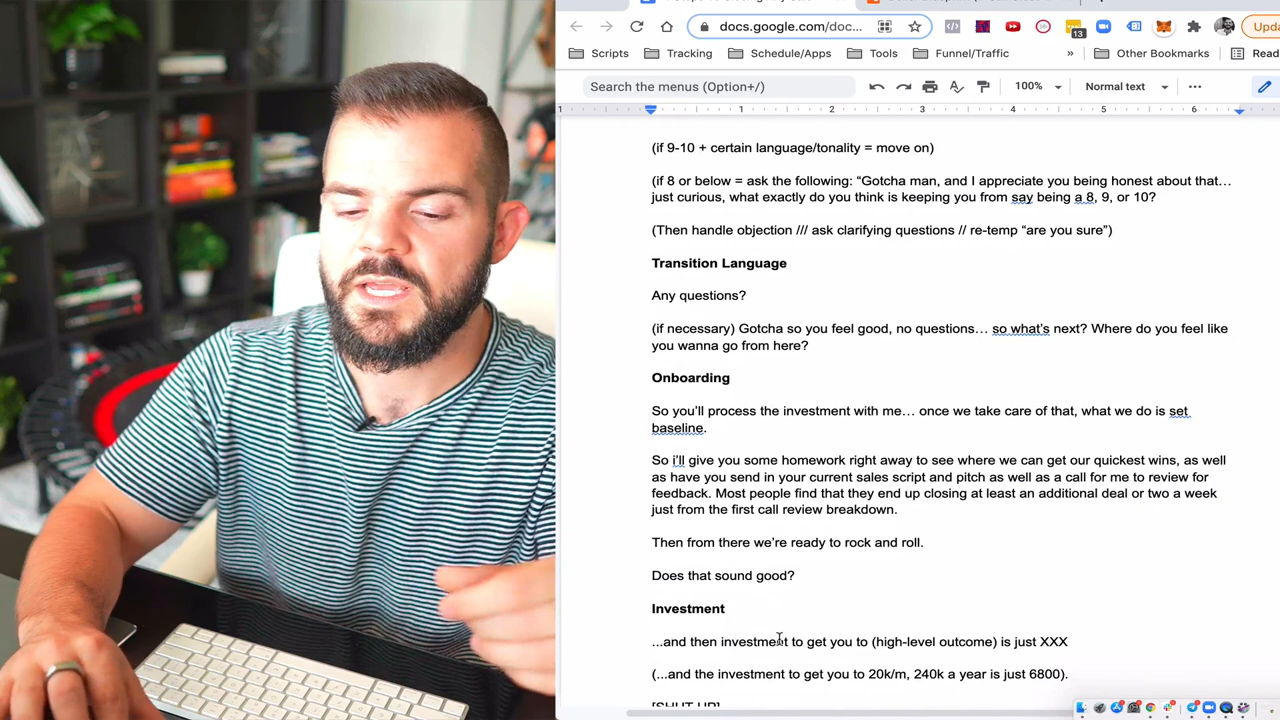 docs.google.com/doc...
Upda
13
Scripts
Tracking
Schedule/Apps
Tools
Funnel/Traffic
»
Other Bookmarks
Read
Search the menus (Option+/)
100%
Normal text
1 1 2 3 4 5 6
(if 9-10 + certain language/tonality = move on)
(if 8 or below = ask the following: “Gotcha man, and I appreciate you being honest about that…
just curious, what exactly do you think is keeping you from say being a 8, 9, or 10?
(Then handle objection /// ask clarifying questions // re-temp “are you sure”)
Transition Language
Any questions?
(if necessary) Gotcha so you feel good, no questions… so what’s next? Where do you feel like
you wanna go from here?
Onboarding
So you’ll process the investment with me… once we take care of that, what we do is set
baseline.
So i’ll give you some homework right away to see where we can get our quickest wins, as well
as have you send in your current sales script and pitch as well as a call for me to review for
feedback. Most people find that they end up closing at least an additional deal or two a week
just from the first call review breakdown.
Then from there we’re ready to rock and roll.
Does that sound good?
Investment
...and then investment to get you to (high-level outcome) is just XXX
(...and the investment to get you to 20k/m, 240k a year is just 6800).
[SHUT UP]